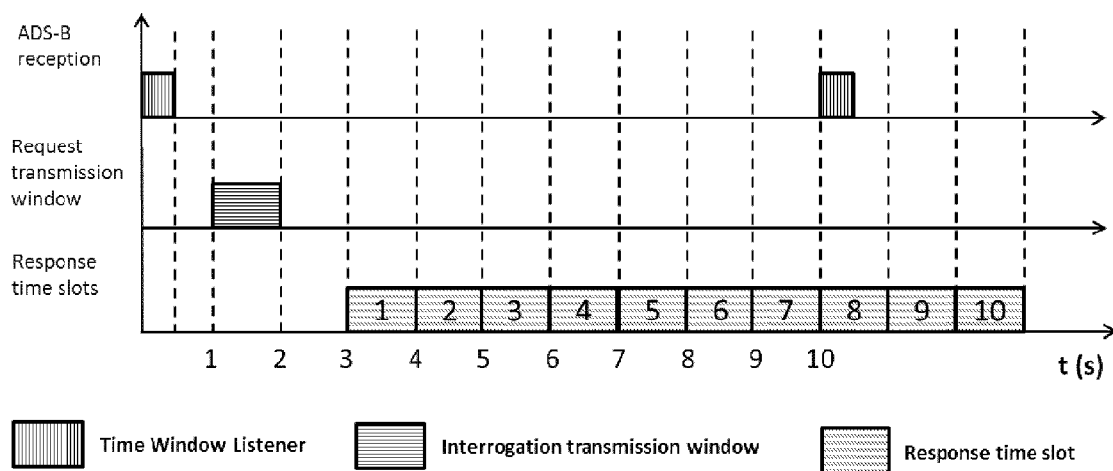 ADS-B
reception
Request
transmission
window
Response
time slots
1 2 3 4 5 6 7 8 9 10
1 2 3 4 5 6 7 8 9 10
t (s)
Time Window Listener
Interrogation transmission window
Response time slot